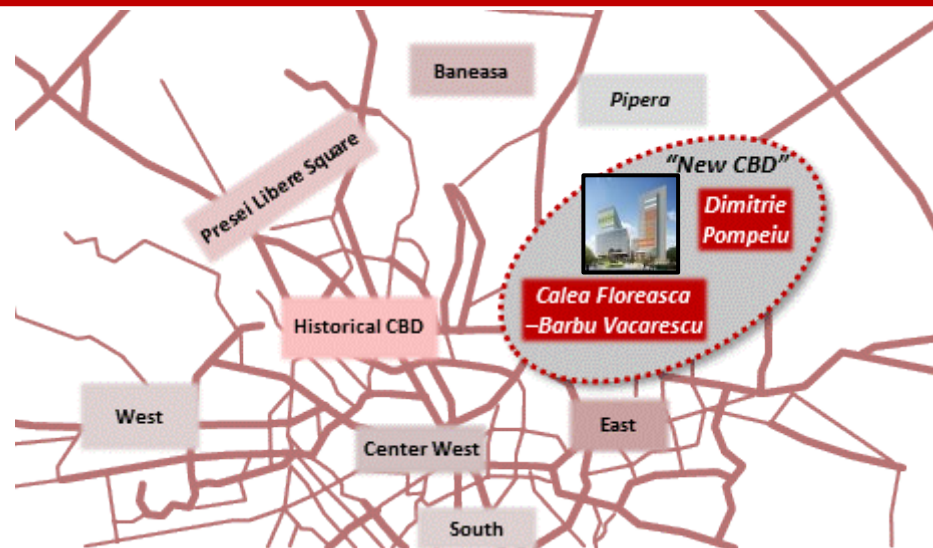 Baneasa
Pipera
Presei Libere Square
“New CBD”
Dimitrie
Pompeiu
Calea Floreasca
–Barbu Vacarescu
Historical CBD
West
East
Center West
South